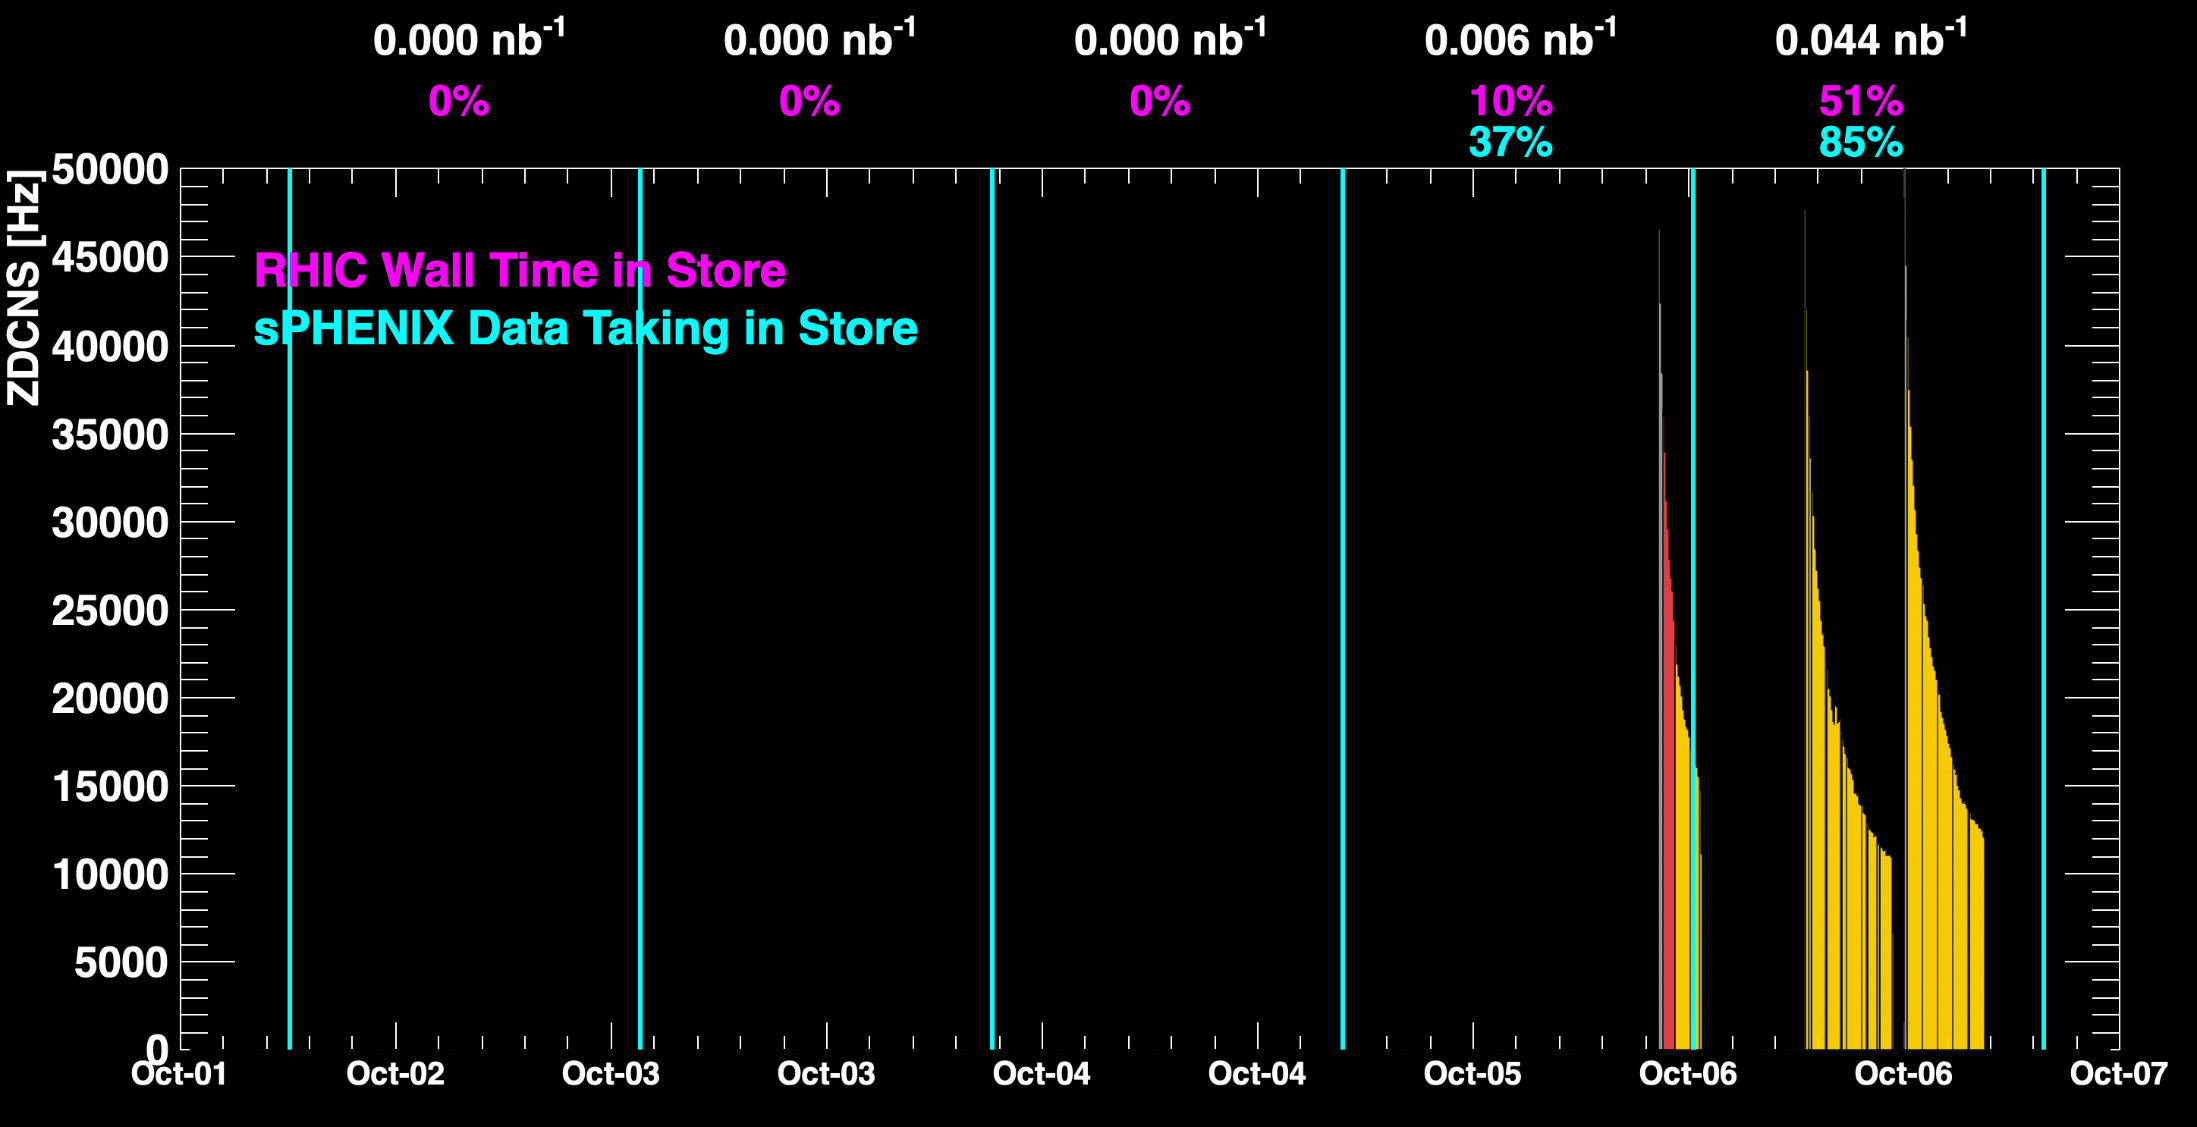 0.000 nb-1 0.000 nb-1 0.000 nb-1 0.006 nb-1 0.044 nb-1
0% 0% 0% 10% 51%
37% 85%
ZDCNS [Hz]
50000
45000
RHIC Wall Time in Store
sPHENIX Data Taking in Store
40000
35000
30000
25000
20000
15000
10000
5000
0
Oct-01 Oct-02 Oct-03 Oct-03 Oct-04 Oct-04 Oct-05 Oct-06 Oct-06 Oct-07